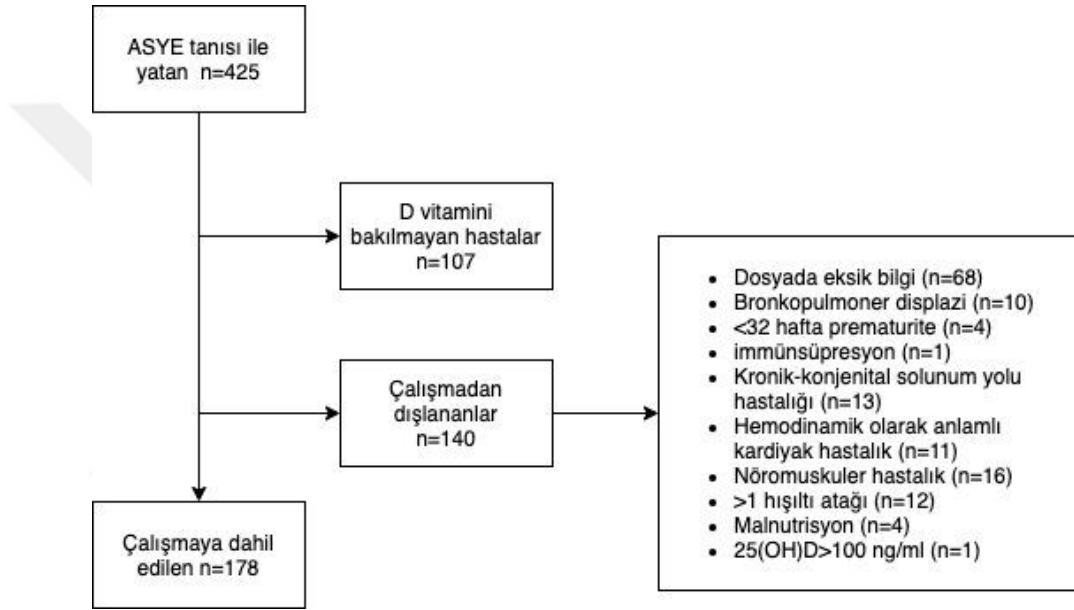 ASYE tanısı ile
yatan n=425
D vitamini
bakılmayan hastalar
n=107
Çalışmadan
dışlananlar
n=140
• Dosyada eksik bilgi (n=68)
• Bronkopulmoner displazi (n=10)
• <32 hafta prematurite (n=4)
• immünsüpresyon (n=1)
• Kronik-konjenital solunum yolu
hastalığı (n=13)
• Hemodinamik olarak anlamlı
kardiyak hastalık (n=11)
• Nöromuskuler hastalık (n=16)
• >1 hışıltı atağı (n=12)
• Malnutrisyon (n=4)
• 25(OH)D>100 ng/ml (n=1)
Çalışmaya dahil
edilen n=178